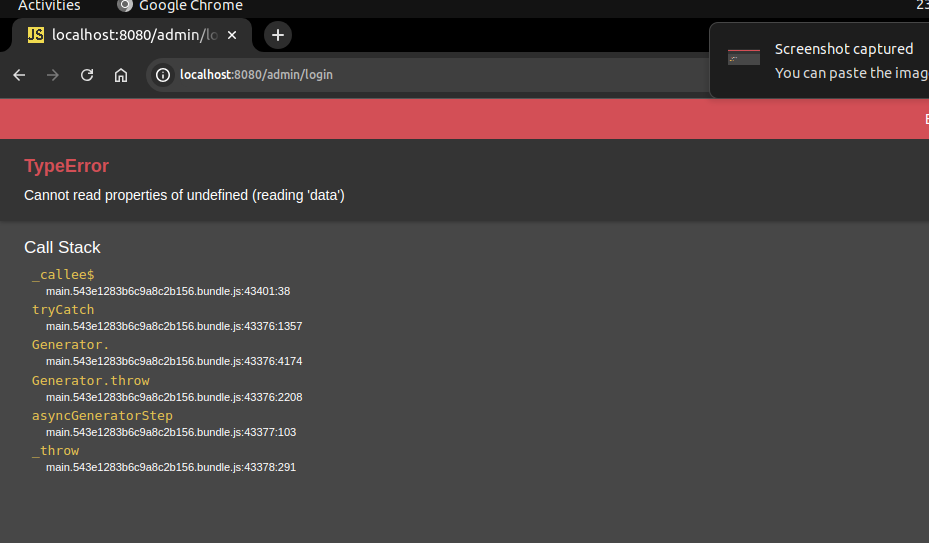 Activities
Google Chrome
JS
localhost:8080/admin/lo
localhost:8080/admin/login
Screenshot captured
You can paste the imag
TypeError
Cannot read properties of undefined (reading 'data')
Call Stack
_callee$
main.543e1283b6c9a8c2b156.bundle.js:43401:38
tryCatch
main.543e1283b6c9a8c2b156.bundle.js:43376:1357
Generator.
main.543e1283b6c9a8c2b156.bundle.js:43376:4174
Generator.throw
main.543e1283b6c9a8c2b156.bundle.js:43376:2208
asyncGeneratorStep
main.543e1283b6c9a8c2b156.bundle.js:43377:103
_throw
main.543e1283b6c9a8c2b156.bundle.js:43378:291